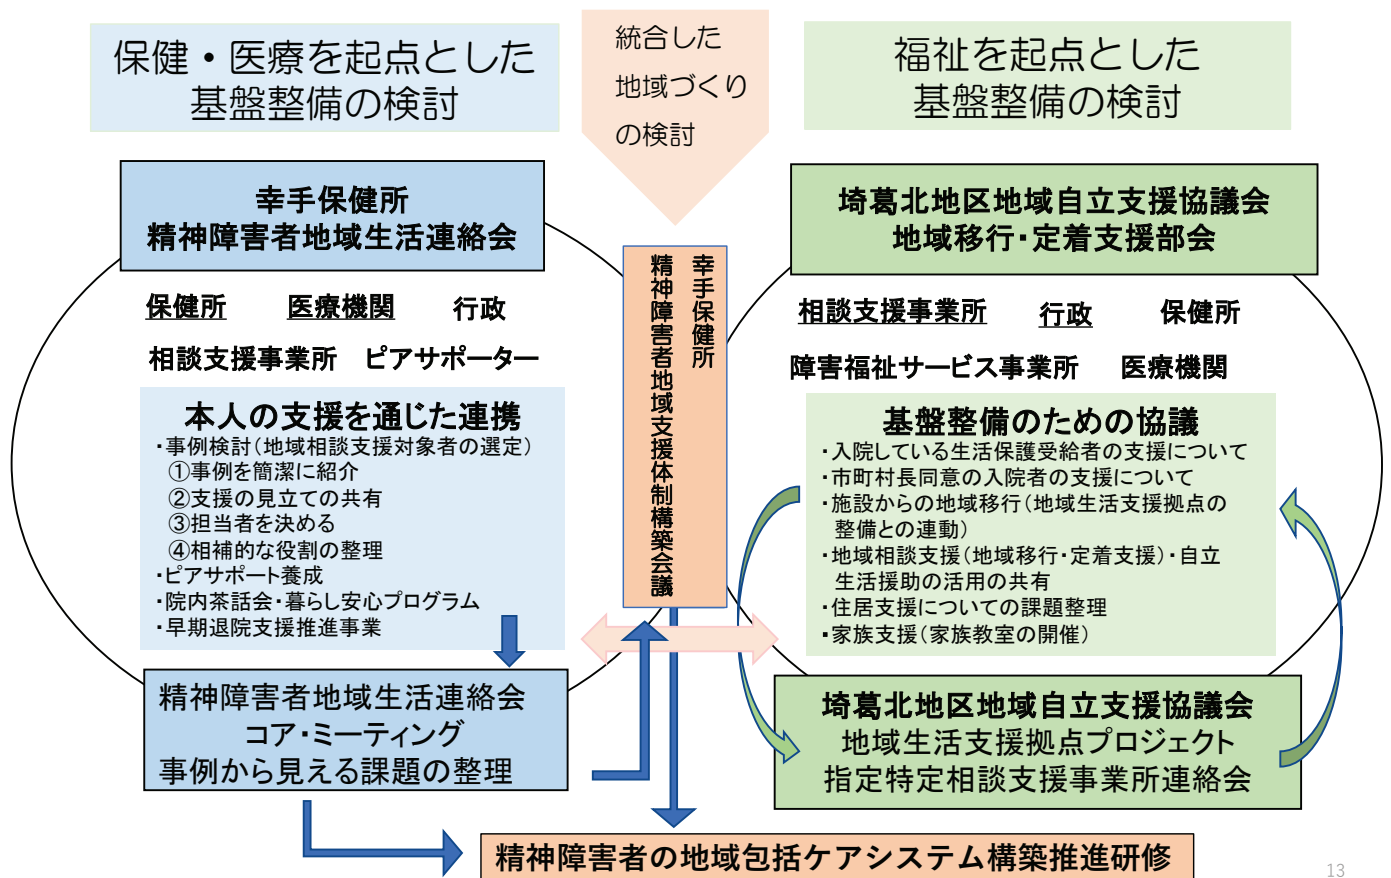 保健・医療を起点とした
基盤整備の検討
統合した
地域づくり
の検討
福祉を起点とした
基盤整備の検討
幸手保健所
精神障害者地域生活連絡会
保健所 医療機関 行政
相談支援事業所 ピアサポーター
本人の支援を通じた連携
・事例検討(地域相談支援対象者の選定)
①事例を簡潔に紹介
②支援の見立ての共有
③担当者を決める
④相補的な役割の整理
・ピアサポート養成
・院内茶話会・暮らし安心プログラム
・早期退院支援推進事業
精神障害者地域生活連絡会
コア・ミーティング
事例から見える課題の整理
幸手保健所
精神障害者地域支援体制構築会議
埼葛北地区地域自立支援協議会
地域移行・定着支援部会
相談支援事業所 行政 保健所
障害福祉サービス事業所 医療機関
基盤整備のための協議
・入院している生活保護受給者の支援について
・市町村長同意の入院者の支援について
・施設からの地域移行(地域生活支援拠点の
整備との連動)
・地域相談支援(地域移行・定着支援)・自立
生活援助の活用の共有
・住居支援についての課題整理
▪家族支援(家族教室の開催)
埼葛北地区地域自立支援協議会
地域生活支援拠点プロジェクト
指定特定相談支援事業所連絡会
精神障害者の地域包括ケアシステム構築推進研修
13